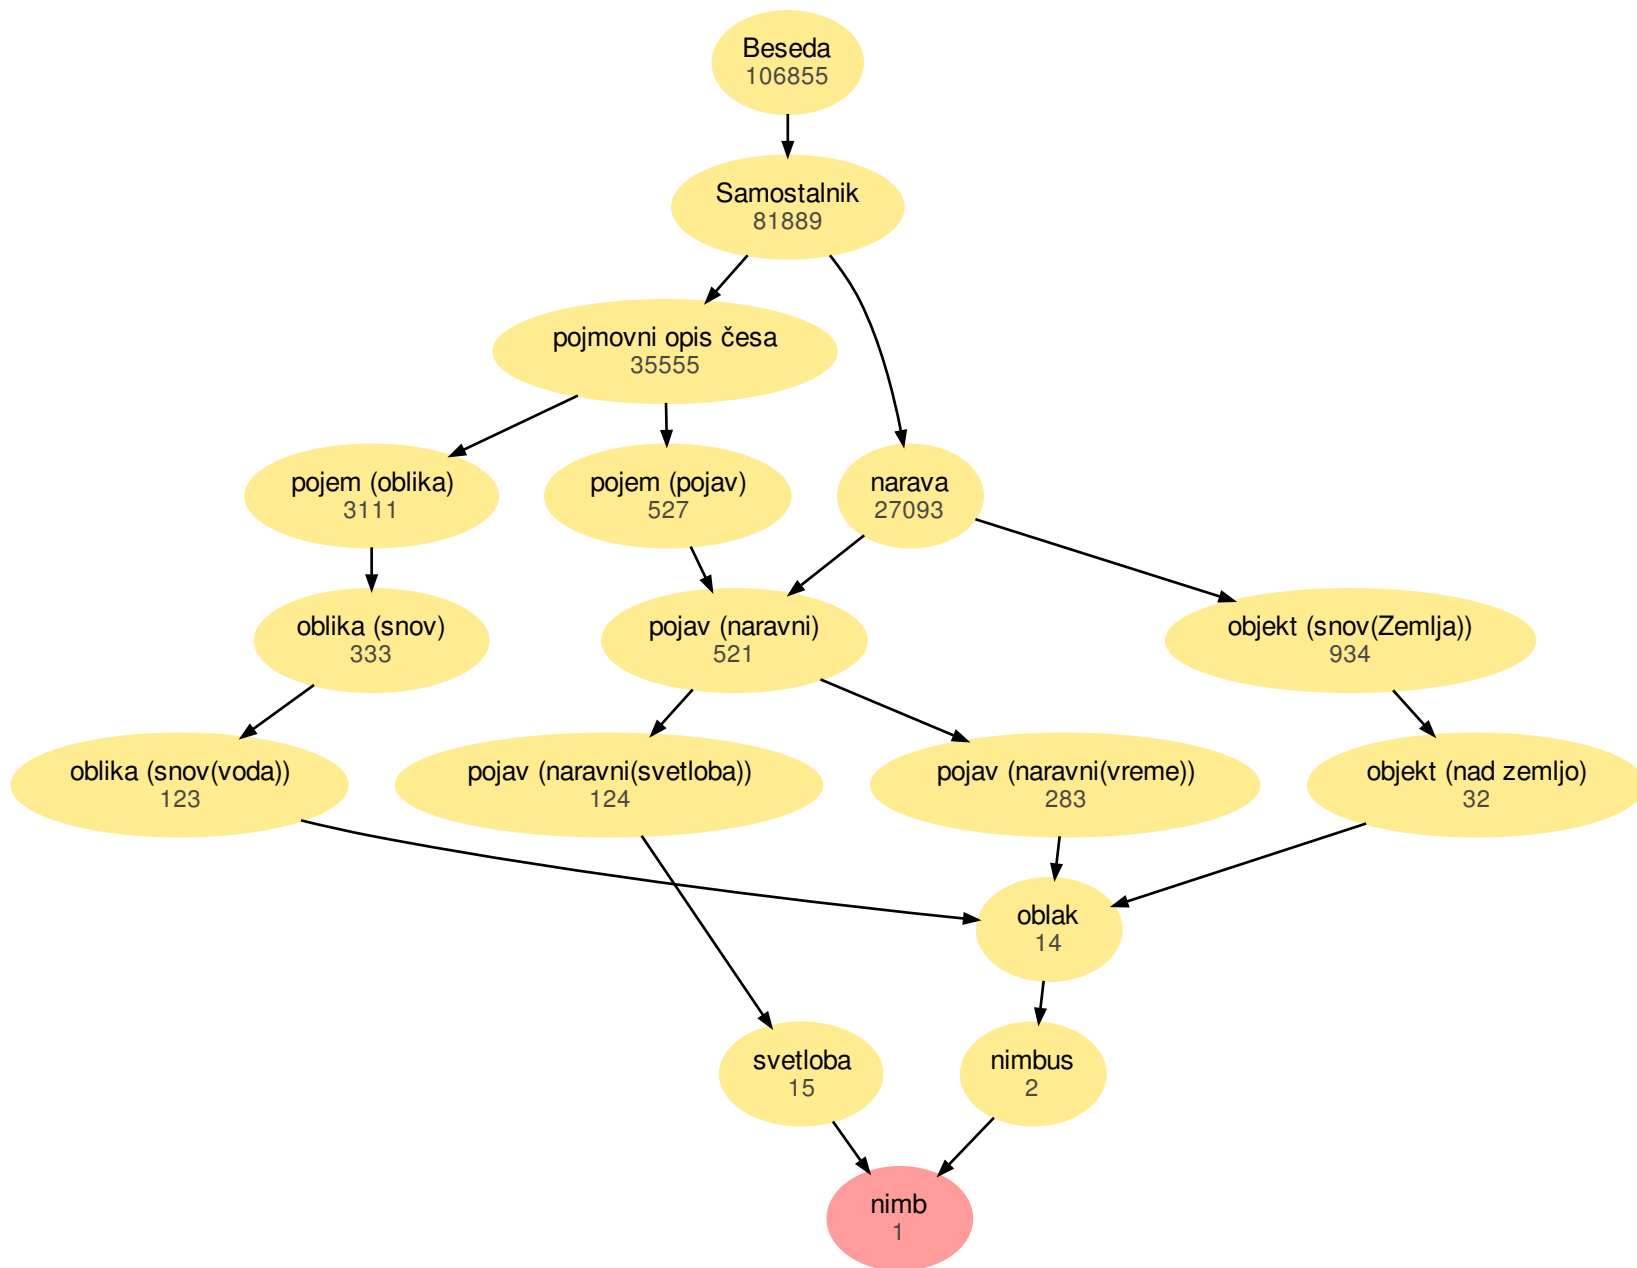 Beseda
106855
Samostalnik
81889
pojmovni opis česa
35555
pojem (oblika)
3111
pojem (pojav)
527
narava
27093
oblika (snov)
333
pojav (naravni)
521
objekt (snov(Zemlja))
934
oblika (snov(voda))
123
pojav (naravni(svetloba))
124
pojav (naravni(vreme))
283
objekt (nad zemljo)
32
oblak
14
svetloba
15
nimbus
2
nimb
1